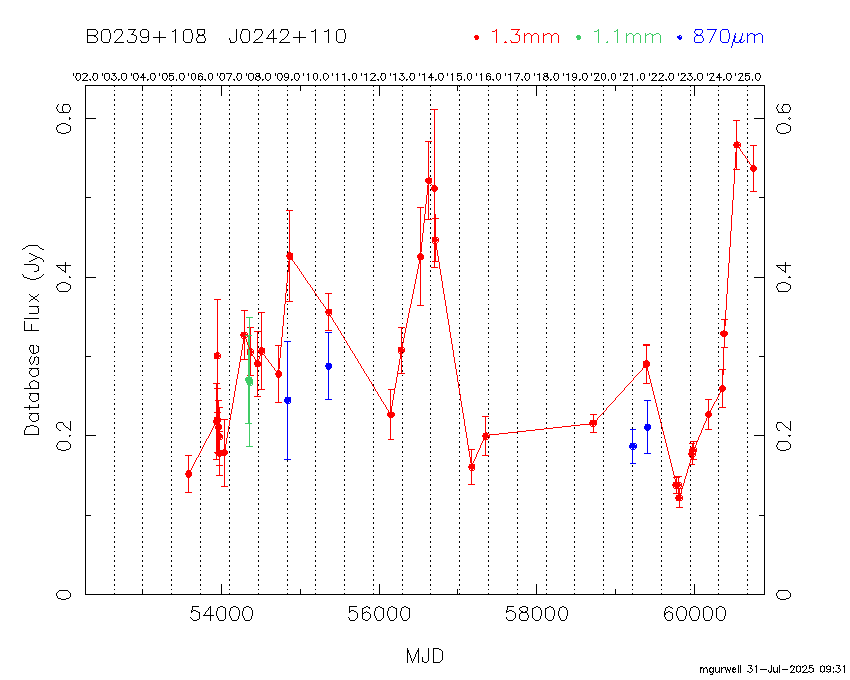 B0239+108 J0242+110 1.3mm 1.1mm 870μm
'02.0 '03.0 '04.0 '05.0 '06.0 '07.0 '08.0 '09.0 '10.0 '11.0 '12.0 '13.0 '14.0 '15.0 '16.0 '17.0 '18.0 '19.0 '20.0 '21.0 '22.0 '23.0 '24.0 '25.0
0.6 0.6
0.4 0.4
Database Flux (Jy)
0.2 0.2
0 0
54000 56000 58000 60000
MJD
mgurwell 31-Jul-2025 09:31